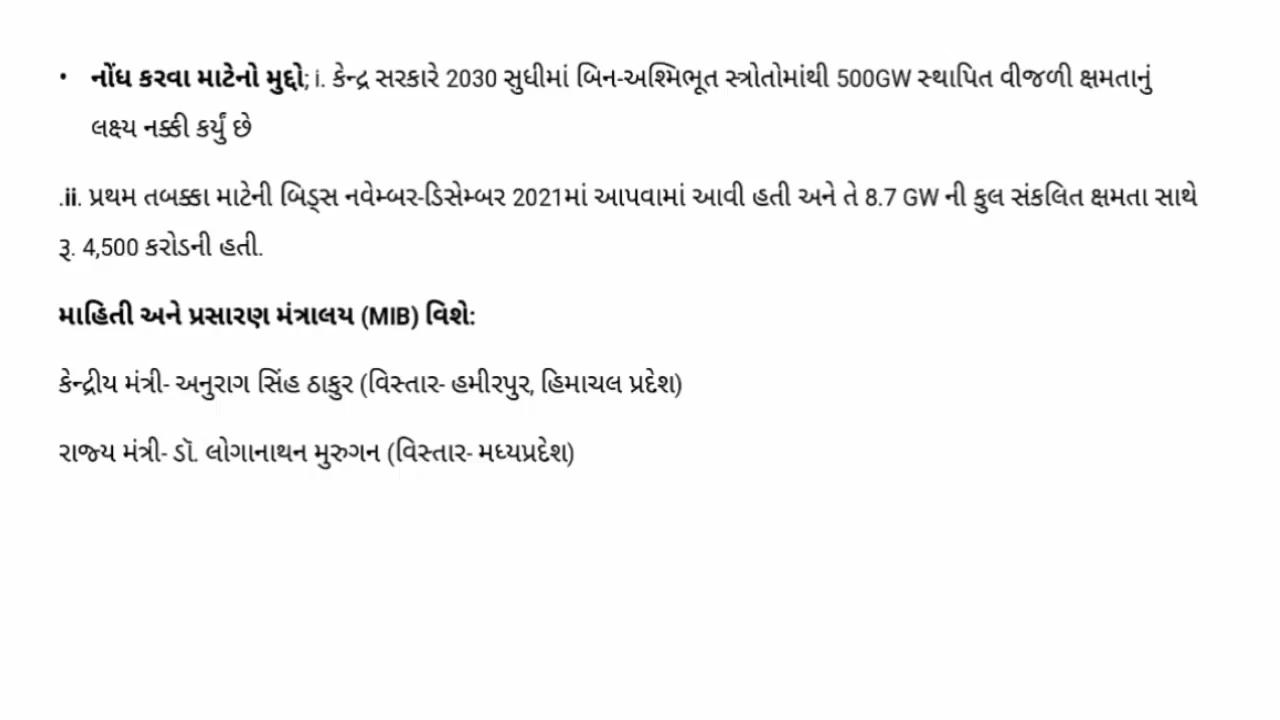 • નોંધ કરવા માટેનો મુદ્દો; i. કેન્દ્ર સરકારે 2030 સુધીમાં બિન-અશ્મિભૂત સ્ત્રોતોમાંથી 500GW સ્થાપિત વીજળી ક્ષમતાનું
લક્ષ્ય નક્કી કર્યું છે
.ii. પ્રથમ તબક્કા માટેની બિડ્સ નવેમ્બર-ડિસેમ્બર 2021માં આપવામાં આવી હતી અને તે 8.7 GW ની કુલ સંકલિત ક્ષમતા સાથે
રૂ. 4,500 કરોડની હતી.
માહિતી અને પ્રસારણ મંત્રાલય (MIB) વિશે:
કેન્દ્રીય મંત્રી- અનુરાગ સિંહ ઠાકુર (વિસ્તાર- હમીરપુર, હિમાચલ પ્રદેશ)
રાજ્ય મંત્રી- ડૉ. લોગાનાથન મુરુગન (વિસ્તાર- મધ્યપ્રદેશ)